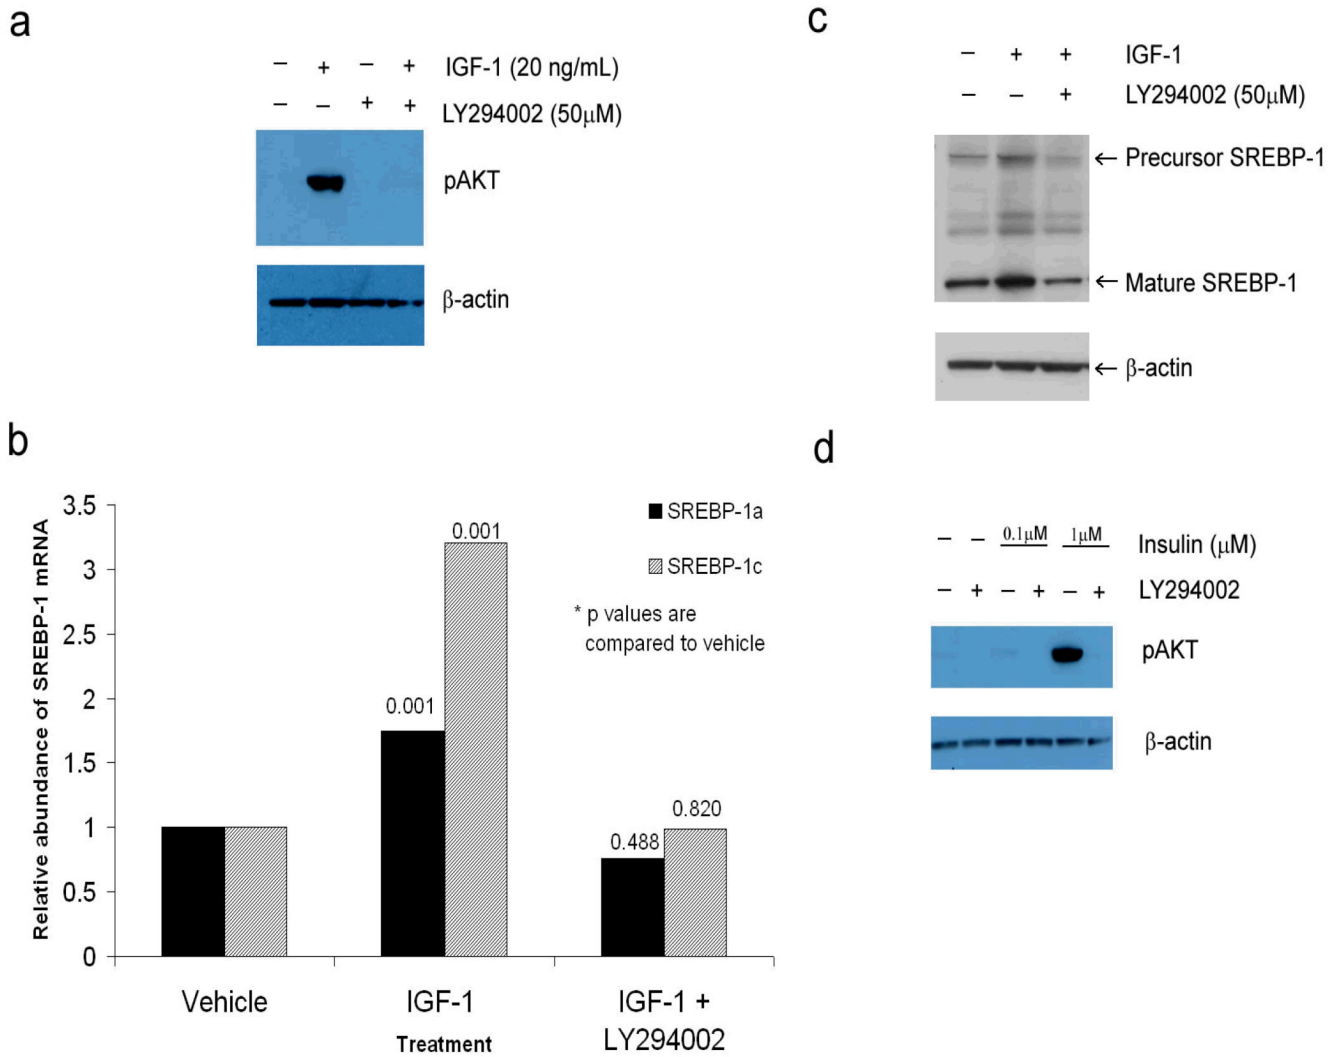 a
− + − + IGF-1 (20 ng/mL)
− − + + LY294002 (50μM)
pAKT
β-actin
c
− + + IGF-1
− − + LY294002 (50μM)
← Precursor SREBP-1
← Mature SREBP-1
← β-actin
b
Relative abundance of SREBP-1 mRNA
3.5
3
2.5
2
1.5
1
0.5
0
SREBP-1a
SREBP-1c
* p values are
compared to vehicle
0.001
0.001
0.488
0.820
Vehicle
IGF-1
IGF-1 +
LY294002
Treatment
d
− − 0.1μM 1μM Insulin (μM)
− + − + − + LY294002
pAKT
β-actin